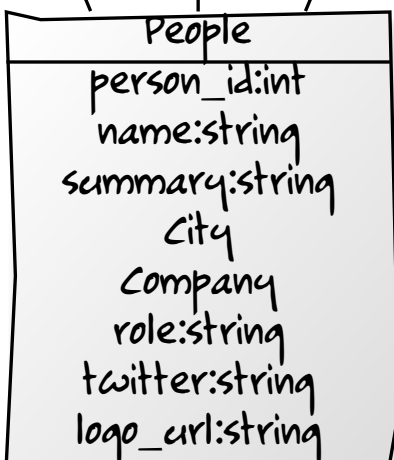 People
person_id:int
name:string
summary:string
City
Company
role:string
twitter:string
logo_url:string